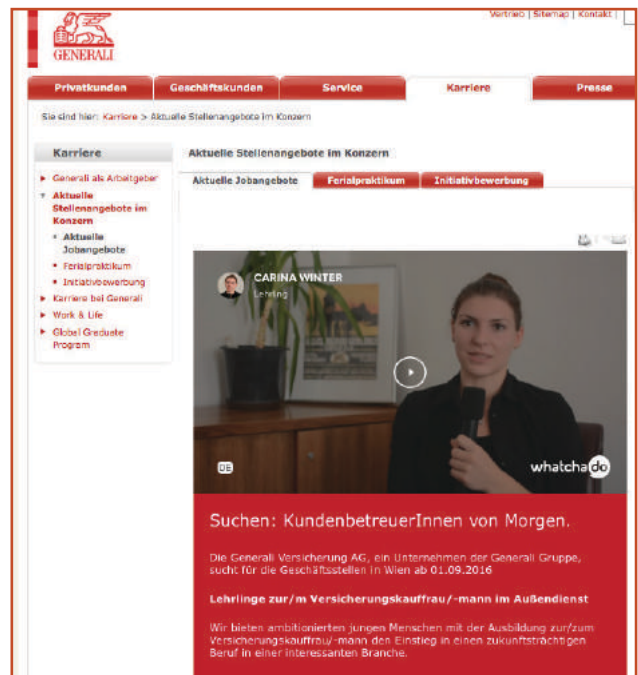 Vertrieb | Sitemap | Kontakt |
GENERALI
Privatkunden Geschäftskunden Service Karriere Presse
Sie sind hier: Karriere > Aktuelle Stellenangebote im Konzern
Karriere
Generali als Arbeitgeber
Aktuelle
Stellenangebote im
Konzern
Aktuelle
Jobangebote
Ferialpraktikum
Initiativbewerbung
Karriere bei Generali
Work & Life
Global Graduate
Program
Aktuelle Stellenangebote im Konzern
Aktuelle Jobangebote Ferialpraktikum Initiativbewerbung
CARINA WINTER
Lehrling
DE
whatchado
Suchen: KundenbetreuerInnen von Morgen.
Die Generali Versicherung AG, ein Unternehmen der Generali Gruppe,
sucht für die Geschäftsstellen in Wien ab 01.09.2016
Lehrlinge zur/m Versicherungskauffrau/-mann im Außendienst
Wir bieten ambitionierten jungen Menschen mit der Ausbildung zur/zum
Versicherungskauffrau/-mann den Einstieg in einen zukunftsträchtigen
Beruf in einer interessanten Branche.